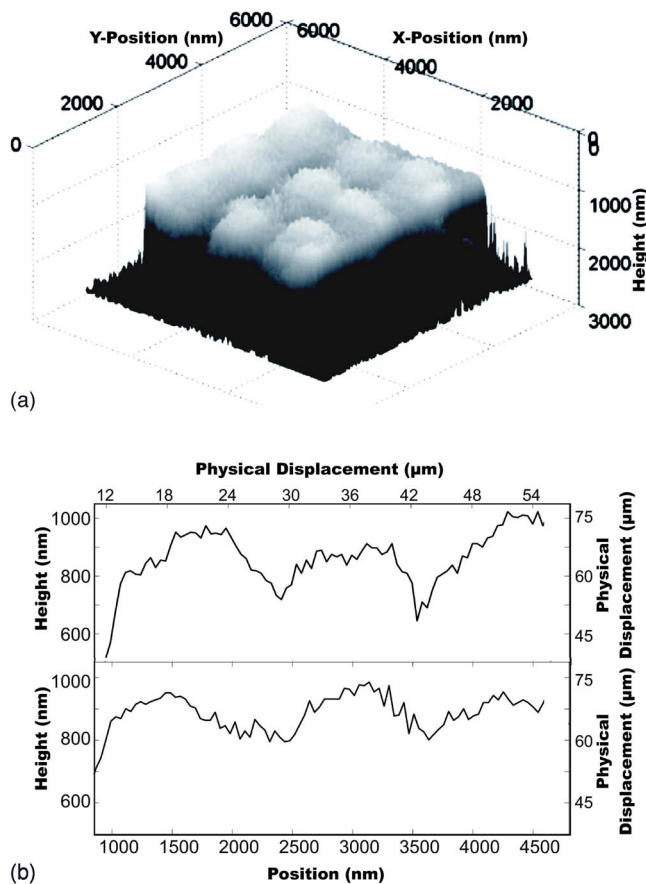 6000
6000
Y-Position (nm)
X-Position (nm)
4000
4000
2000
2000
0
0
0
1000
2000
3000
Height (nm)
(a)
Physical Displacement (µm)
12 18 24 30 36 42 48 54
1000
800
600
Height (nm)
75
60
45
Physical
Displacement (µm)
1000
800
600
Height (nm)
75
60
45
Physical
Displacement (µm)
1000 1500 2000 2500 3000 3500 4000 4500
Position (nm)
(b)